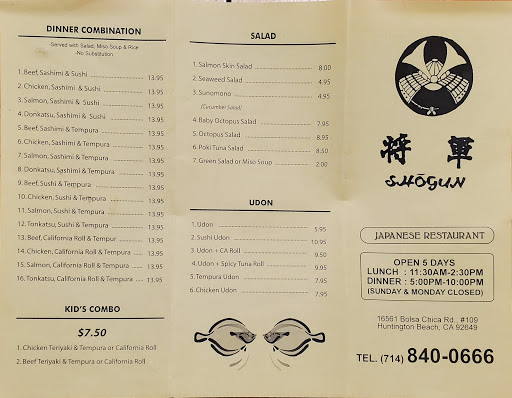 DINNER COMBINATION
Served with Salad, Miso Soup & Rice
-No Substitution
1. Beef, Sashimi & Sushi 13.95
2. Chicken, Sashimi & Sushi 13.95
3. Salmon, Sashimi & Sushi 13.95
4. Donkatsu, Sashimi & Sushi 13.95
5. Beef, Sashimi & Tempura 13.95
6. Chicken, Sashimi & Tempura 13.95
7. Salmon, Sashimi & Tempura 13.95
8. Donkatsu, Sashimi & Tempura 13.95
9. Beef, Sushi & Tempura 13.95
10. Chicken, Sushi & Tempura 13.95
11. Salmon, Sushi & Tempura 13.95
12. Tonkatsu, Sushi & Tempura 13.95
13. Beef, California Roll & Tempur 13.95
14. Chicken, California Roll & Tempura 13.95
15. Salmon, California Roll & Tempura 13.95
16. Tonkatsu, California Roll & Tempura 13.95
KID'S COMBO
$7.50
1. Chicken Teriyaki & Tempura or California Roll
2. Beef Teriyaki & Tempura or California Roll
SALAD
1. Salmon Skin Salad 8.00
2. Seaweed Salad 4.95
3. Sunomono 4.95
(Cucumber Salad)
4. Baby Octopus Salad 7.95
5. Octopus Salad 8.95
6. Poki Tuna Salad 8.50
7. Green Salad or Miso Soup 2.00
UDON
1. Udon 5.95
2. Sushi Udon 10.95
3. Udon + CA Roll 9.50
4. Udon + Spicy Tuna Roll 9.95
5. Tempura Udon 7.95
6. Chicken Udon 7.95
将軍
SHOGUN
JAPANESE RESTAURANT
OPEN 5 DAYS
LUNCH : 11:30AM-2:30PM
DINNER : 5:00PM-10:00PM
(SUNDAY & MONDAY CLOSED)
16561 Bolsa Chica Rd., #109
Huntington Beach, CA 92649
TEL. (714) 840-0666